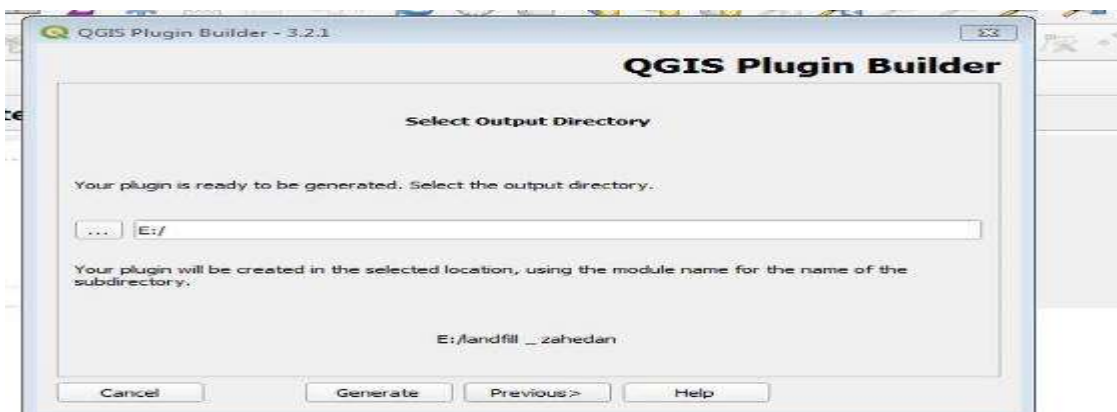 QGIS Plugin Builder - 3.2.1
QGIS Plugin Builder
Select Output Directory
Your plugin is ready to be generated. Select the output directory.
... E:/
Your plugin will be created in the selected location, using the module name for the name of the
subdirectory.
E:/landfill _ zahedan
Cancel Generate Previous> Help